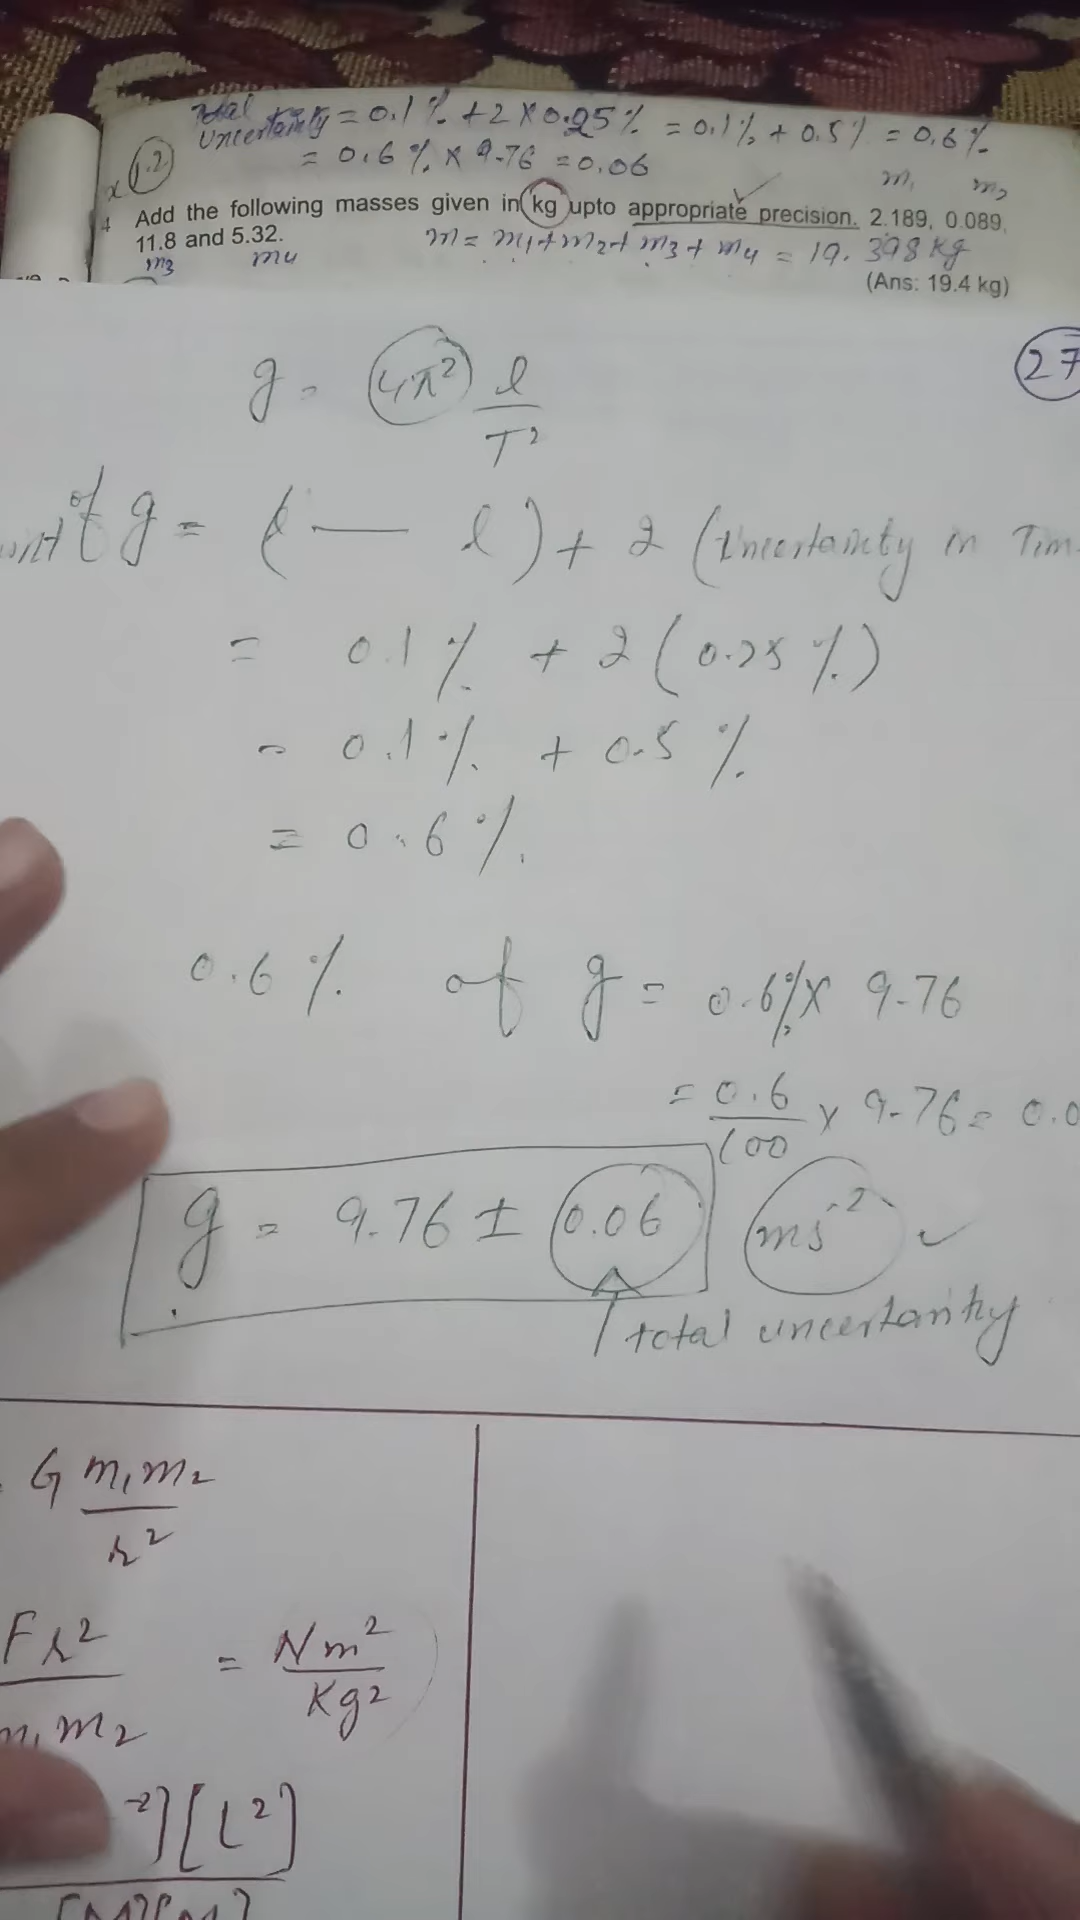 Total
Uncertainty = 0.1% + 2 × 0.25% = 0.1% + 0.5% = 0.6%
1.2 = 0.6% × 9.76 = 0.06
m1 m2
4 Add the following masses given in kg upto appropriate precision. 2.189, 0.089,
11.8 and 5.32. m = m1 + m2 + m3 + m4 = 19.398 kg
m3 m4
(Ans: 19.4 kg)
g = 4π² l / T²
27
of g = ( — l ) + 2 (Uncertainty in Tim
= 0.1% + 2 (0.25%)
= 0.1% + 0.5%
= 0.6%
0.6% of g = 0.6% × 9.76
= 0.6/100 × 9.76 = 0.0
g = 9.76 ± 0.06 ms⁻²
total uncertainty
G m1m2 / r²
Fr² / m1m2 = Nm² / Kg²
⁻²][L²]